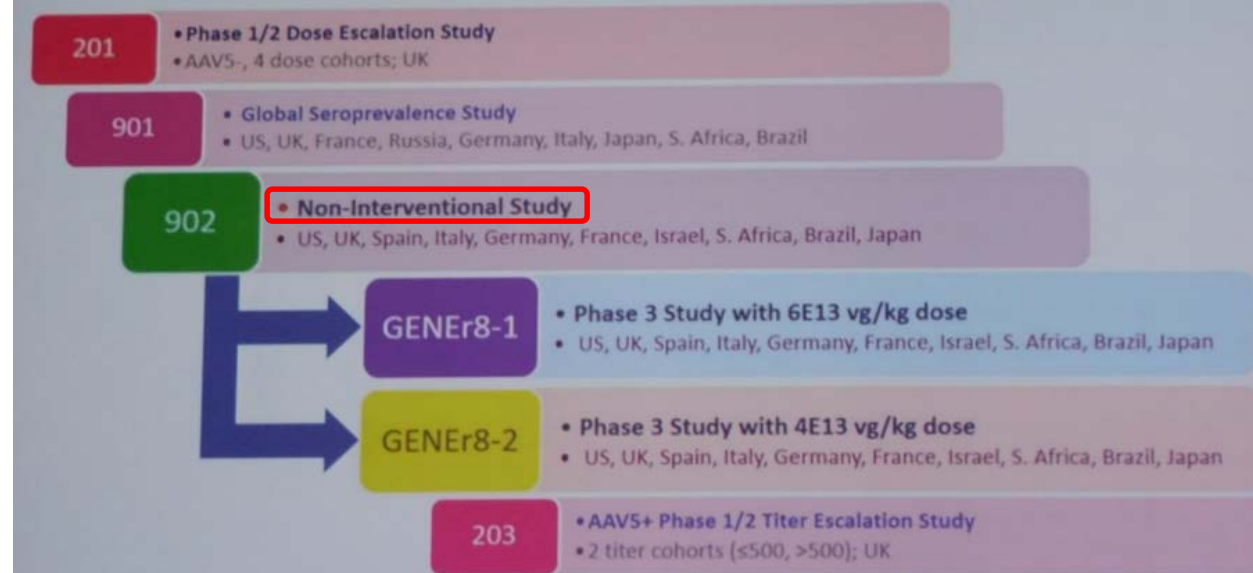 201
• Phase 1/2 Dose Escalation Study
• AAV5-, 4 dose cohorts; UK
901
• Global Seroprevalence Study
• US, UK, France, Russia, Germany, Italy, Japan, S. Africa, Brazil
902
• Non-Interventional Study
• US, UK, Spain, Italy, Germany, France, Israel, S. Africa, Brazil, Japan
GENEr8-1
• Phase 3 Study with 6E13 vg/kg dose
• US, UK, Spain, Italy, Germany, France, Israel, S. Africa, Brazil, Japan
GENEr8-2
• Phase 3 Study with 4E13 vg/kg dose
• US, UK, Spain, Italy, Germany, France, Israel, S. Africa, Brazil, Japan
203
• AAV5+ Phase 1/2 Titer Escalation Study
• 2 titer cohorts (≤500, >500); UK